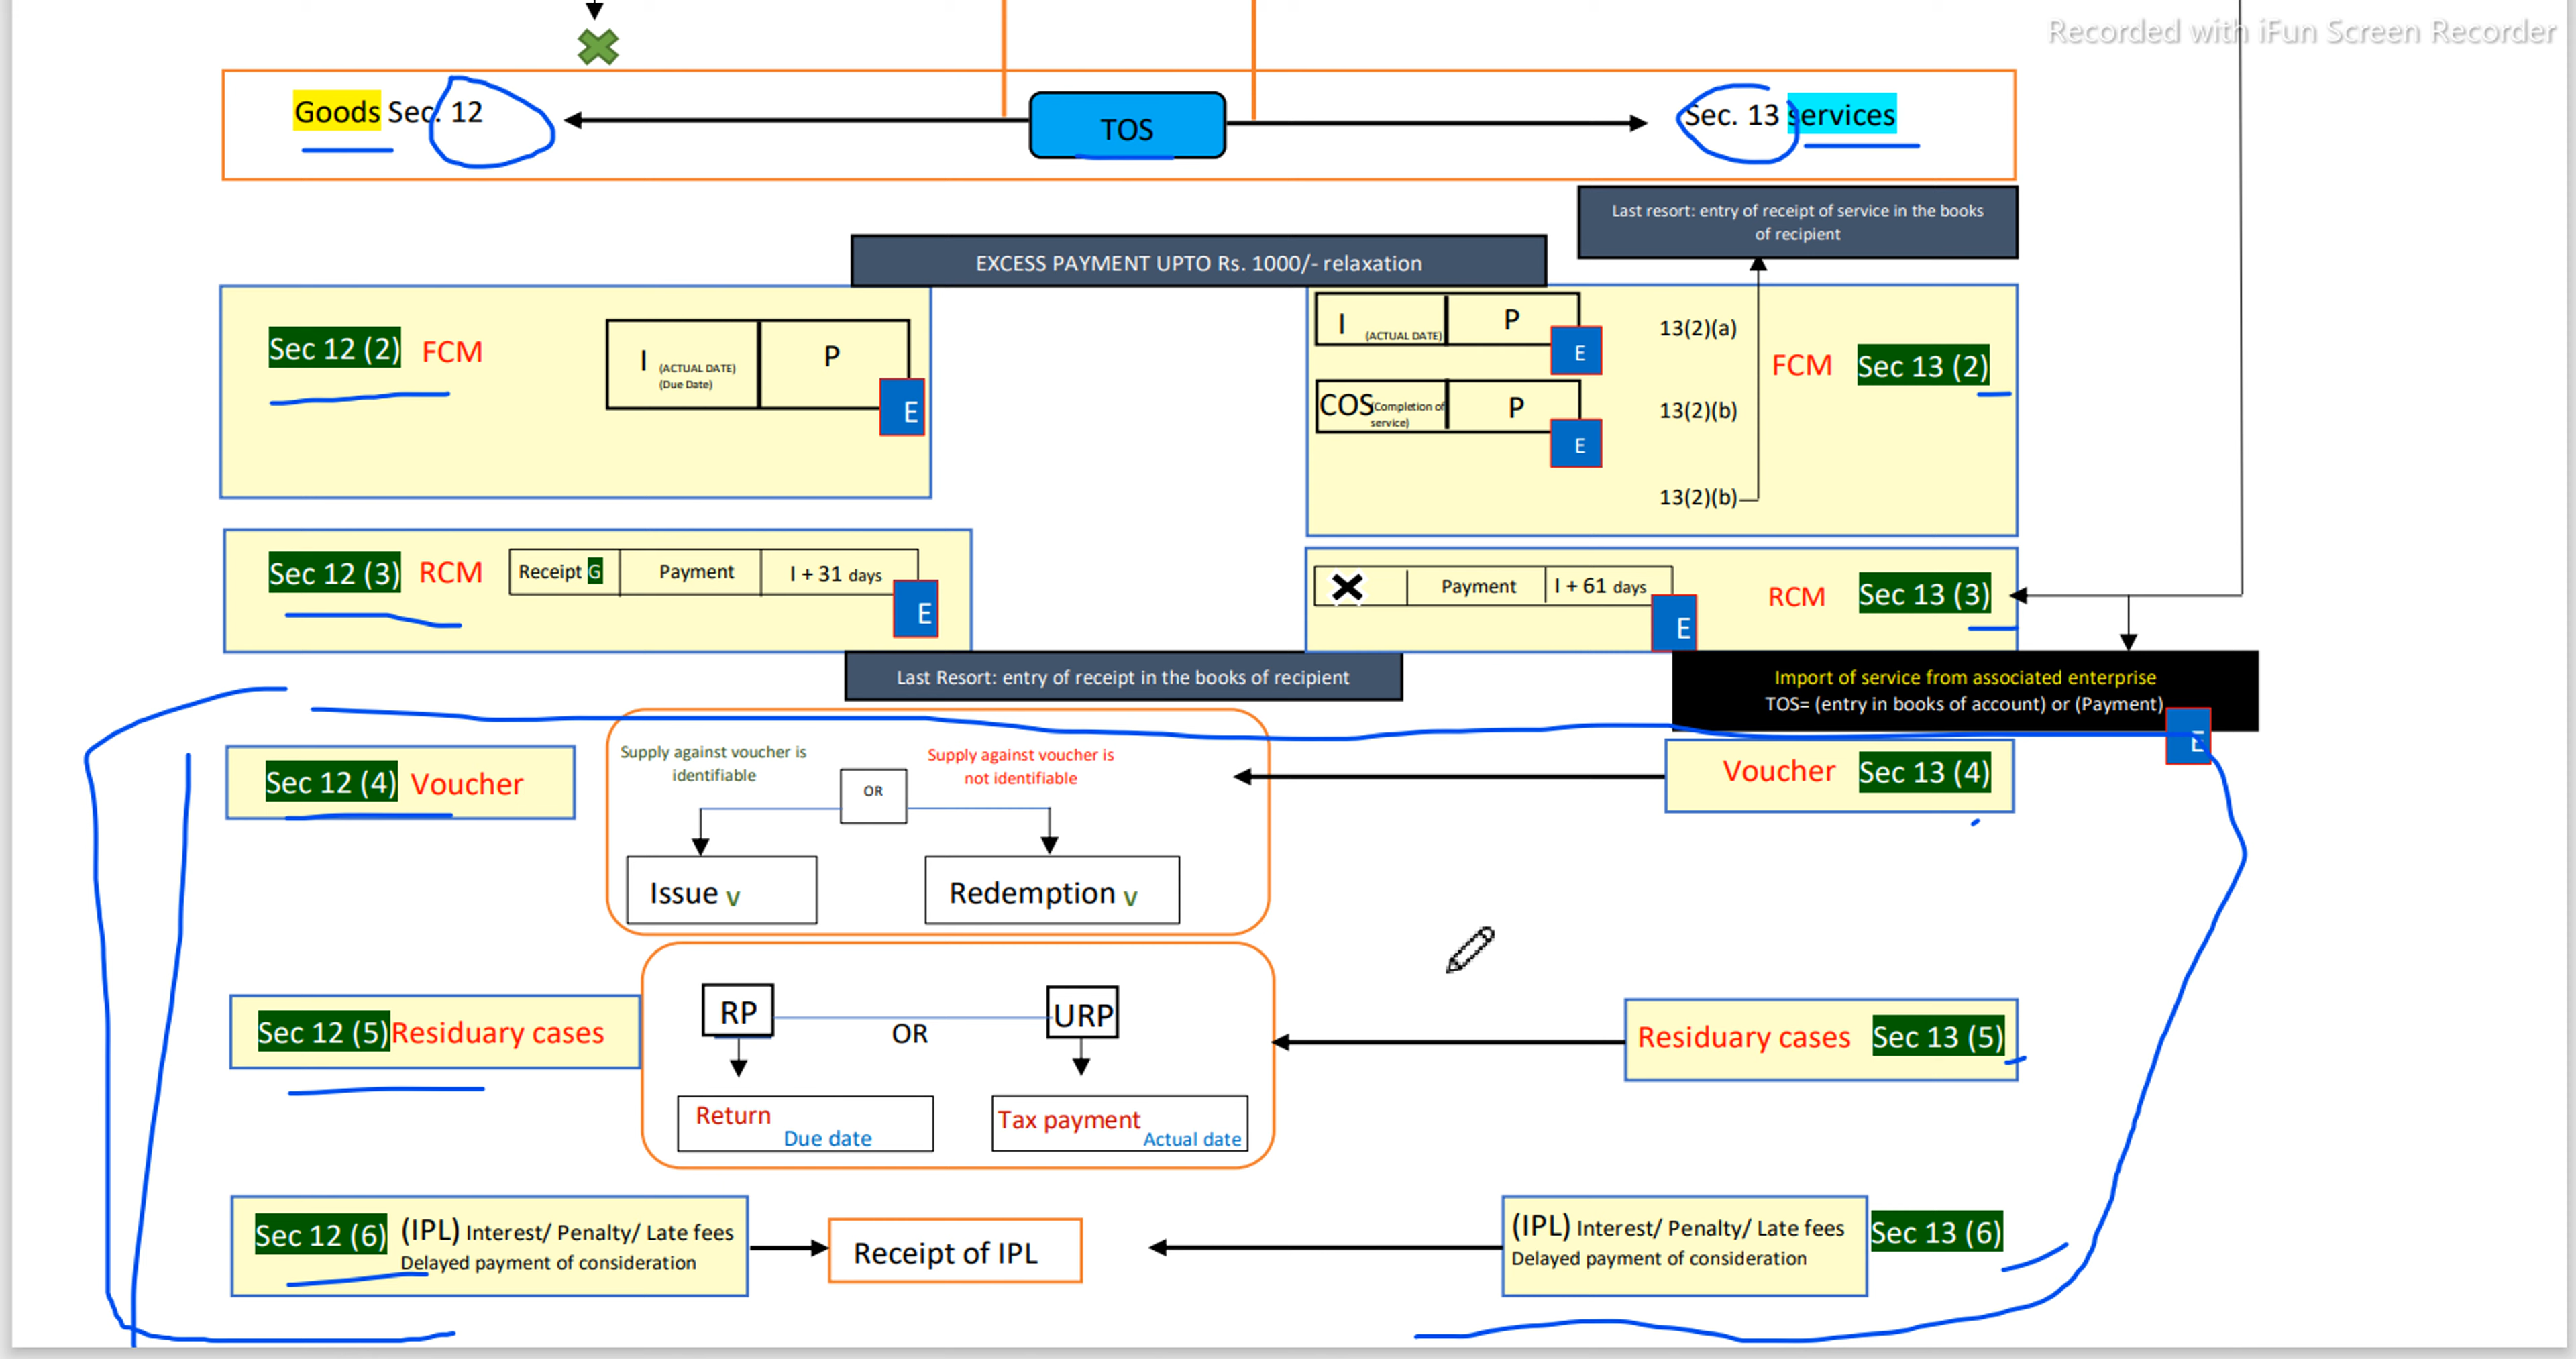 Recorded with iFun Screen Recorder
Goods Sec. 12
TOS
Sec. 13 services
Last resort: entry of receipt of service in the books
of recipient
EXCESS PAYMENT UPTO Rs. 1000/- relaxation
Sec 12 (2) FCM
I (ACTUAL DATE)
(Due Date)
P
E
I (ACTUAL DATE)
P
E
13(2)(a)
COS(Completion of
service)
P
E
13(2)(b)
13(2)(b)
FCM Sec 13 (2)
Sec 12 (3) RCM
Receipt G
Payment
I + 31 days
E
Payment
I + 61 days
E
RCM Sec 13 (3)
Last Resort: entry of receipt in the books of recipient
Import of service from associated enterprise
TOS= (entry in books of account) or (Payment)
E
Sec 12 (4) Voucher
Supply against voucher is
identifiable
OR
Supply against voucher is
not identifiable
Issue v
Redemption v
Voucher Sec 13 (4)
Sec 12 (5)Residuary cases
RP
OR
URP
Return
Due date
Tax payment
Actual date
Residuary cases Sec 13 (5)
Sec 12 (6) (IPL) Interest/ Penalty/ Late fees
Delayed payment of consideration
Receipt of IPL
(IPL) Interest/ Penalty/ Late fees
Delayed payment of consideration
Sec 13 (6)